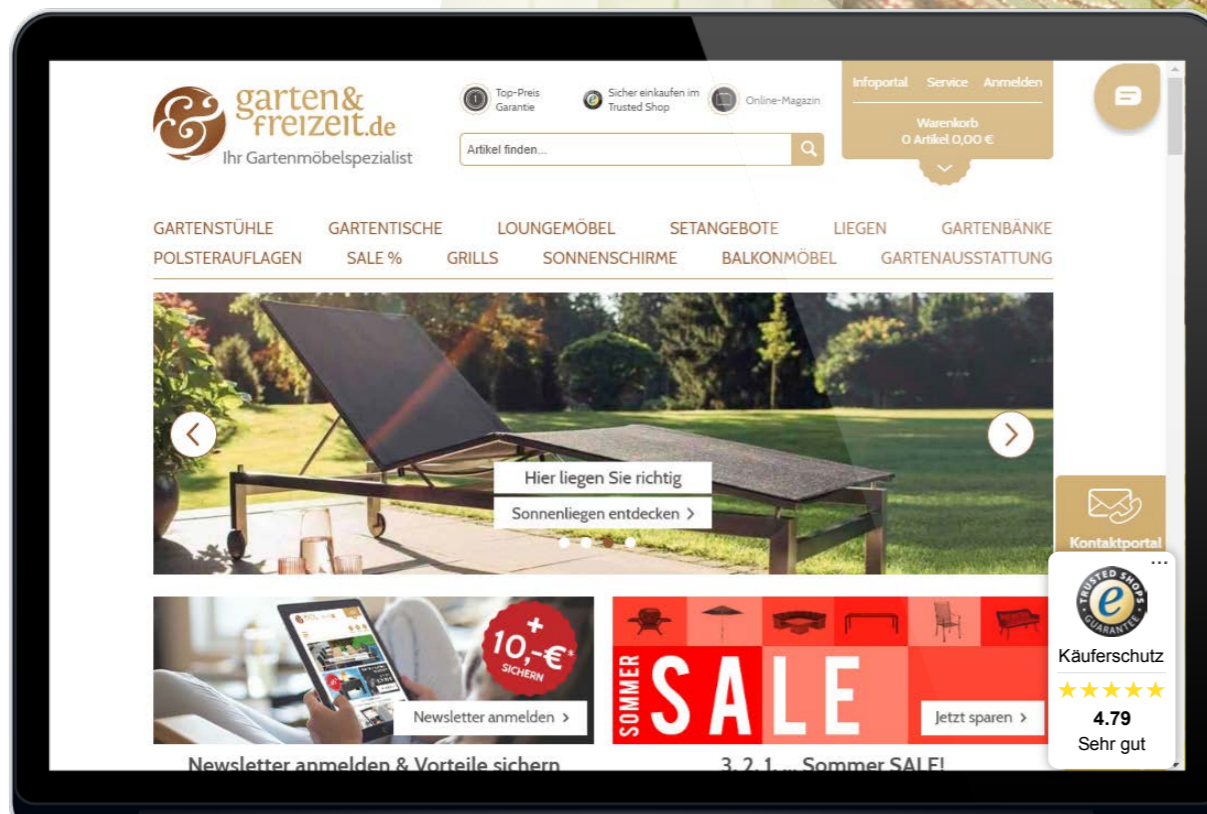 garten&
freizeit.de
Ihr Gartenmöbelspezialist
Top-Preis
Garantie
Sicher einkaufen im
Trusted Shop
Online-Magazin
Artikel finden...
Infoportal Service Anmelden
Warenkorb
0 Artikel 0,00 €
GARTENSTÜHLE GARTENTISCHE LOUNGEMÖBEL SETANGEBOTE LIEGEN GARTENBÄNKE
POLSTERAUFLAGEN SALE % GRILLS SONNENSCHIRME BALKONMÖBEL GARTENAUSSTATTUNG
Hier liegen Sie richtig
Sonnenliegen entdecken >
Kontaktportal
+
10,-€*
SICHERN
Newsletter anmelden >
SOMMER
SALE
Jetzt sparen >
Newsletter anmelden & Vorteile sichern
3, 2, 1, ... Sommer SALE!
TRUSTED SHOPS
e
GUARANTEE
Käuferschutz
4.79
Sehr gut